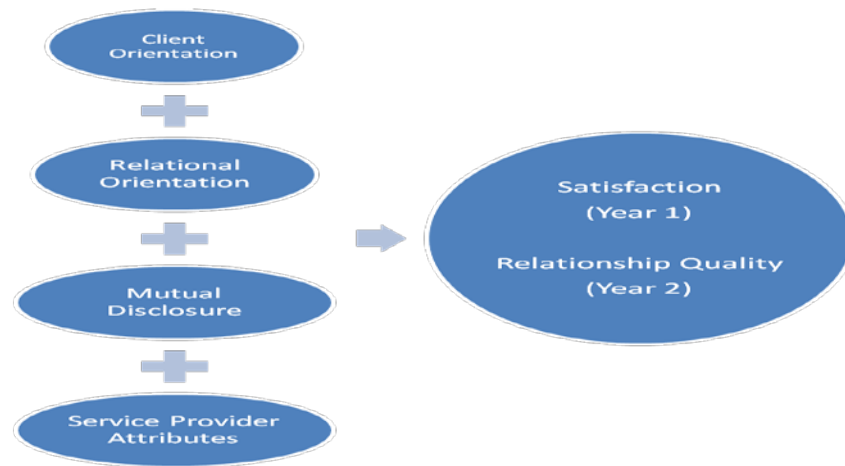 Client
Orientation
Relational
Orientation
Mutual
Disclosure
Service Provider
Attributes
Satisfaction
(Year 1)
Relationship Quality
(Year 2)